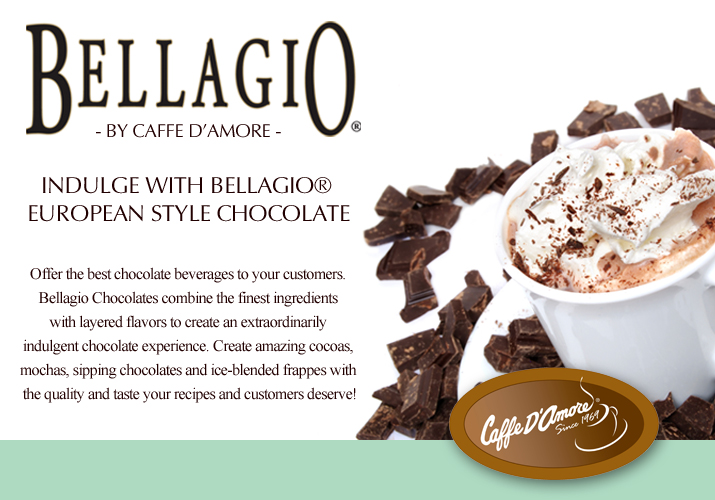 BELLAGIO®
- BY CAFFE D’AMORE -
INDULGE WITH BELLAGIO®
EUROPEAN STYLE CHOCOLATE
Offer the best chocolate beverages to your customers.
Bellagio Chocolates combine the finest ingredients
with layered flavors to create an extraordinarily
indulgent chocolate experience. Create amazing cocoas,
mochas, sipping chocolates and ice-blended frappes with
the quality and taste your recipes and customers deserve!
Caffe D'Amore®
Since 1969